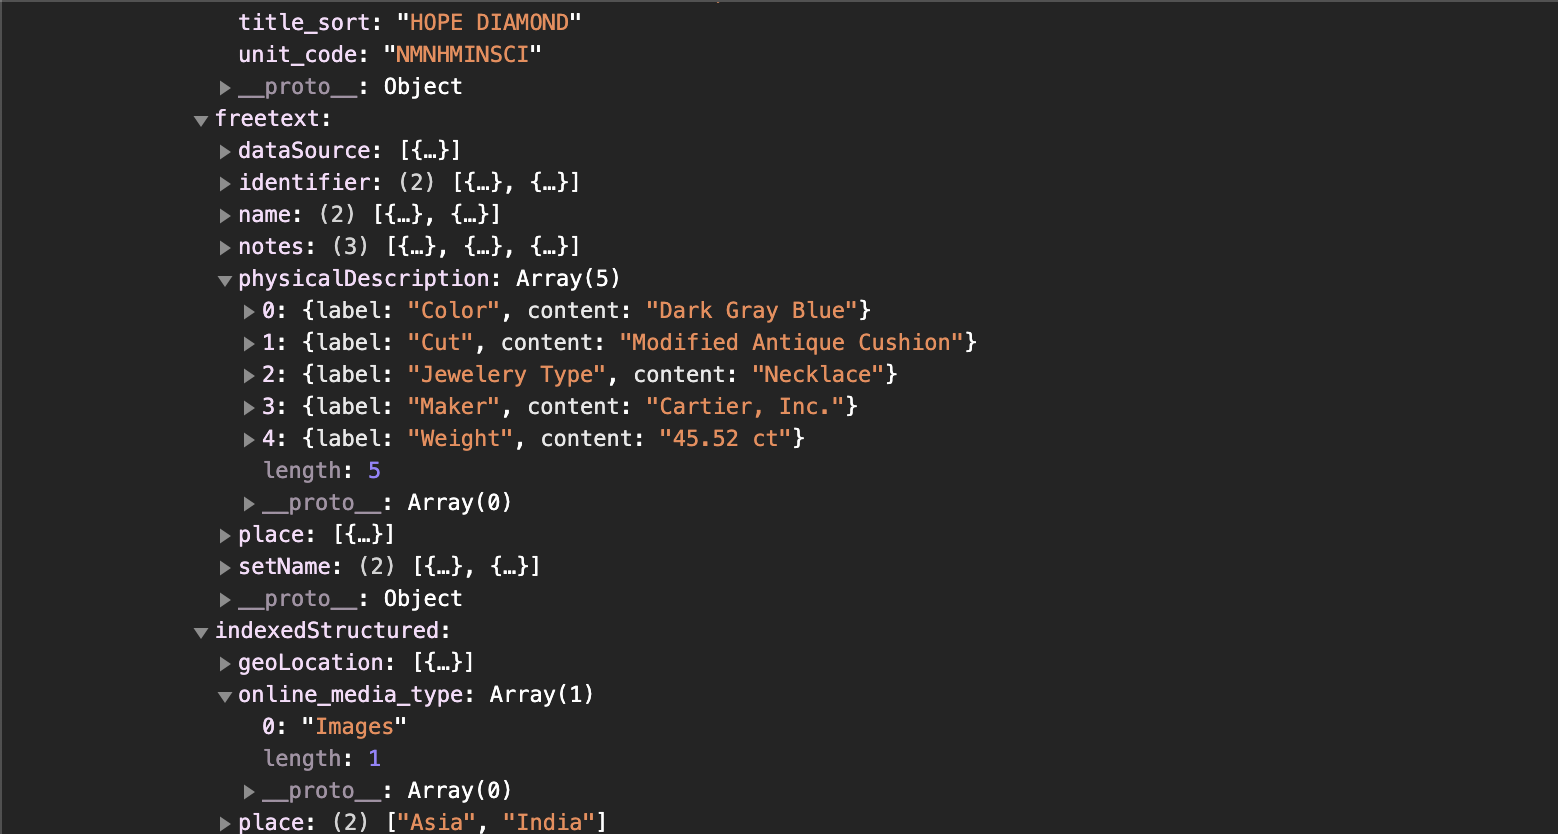 title_sort: "HOPE DIAMOND"
unit_code: "NMNHMINSCI"
__proto__: Object
freetext:
dataSource: [{…}]
identifier: (2) [{…}, {…}]
name: (2) [{…}, {…}]
notes: (3) [{…}, {…}, {…}]
physicalDescription: Array(5)
0: {label: "Color", content: "Dark Gray Blue"}
1: {label: "Cut", content: "Modified Antique Cushion"}
2: {label: "Jewelery Type", content: "Necklace"}
3: {label: "Maker", content: "Cartier, Inc."}
4: {label: "Weight", content: "45.52 ct"}
length: 5
__proto__: Array(0)
place: [{…}]
setName: (2) [{…}, {…}]
__proto__: Object
indexedStructured:
geoLocation: [{…}]
online_media_type: Array(1)
0: "Images"
length: 1
__proto__: Array(0)
place: (2) ["Asia", "India"]